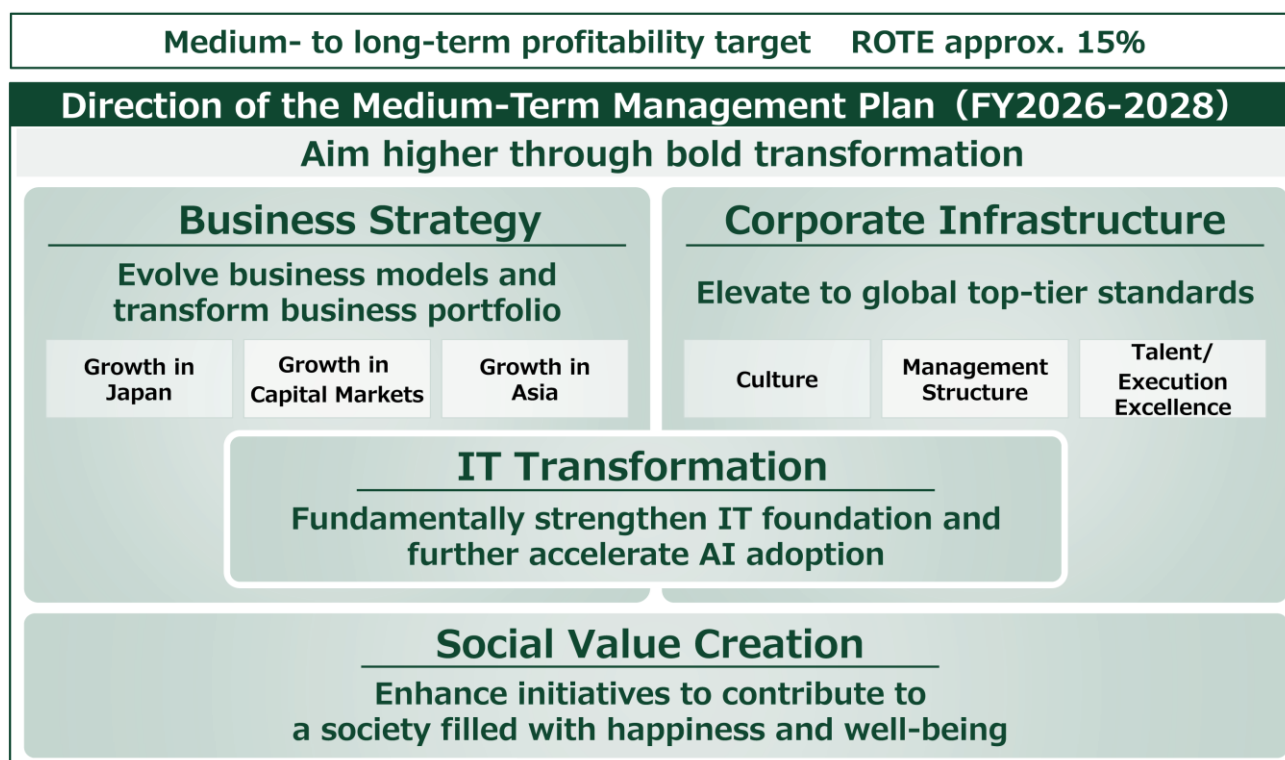 Medium- to long-term profitability target ROTE approx. 15%
Direction of the Medium-Term Management Plan（FY2026-2028）
Aim higher through bold transformation
Business Strategy
Evolve business models and
transform business portfolio
Growth in
Japan
Growth in
Capital Markets
Growth in
Asia
Corporate Infrastructure
Elevate to global top-tier standards
Culture
Management
Structure
Talent/
Execution
Excellence
IT Transformation
Fundamentally strengthen IT foundation and
further accelerate AI adoption
Social Value Creation
Enhance initiatives to contribute to
a society filled with happiness and well-being